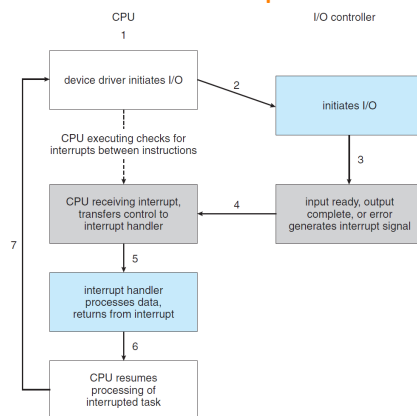 CPU
I/O controller
1
device driver initiates I/O
2
initiates I/O
CPU executing checks for
interrupts between instructions
3
CPU receiving interrupt,
transfers control to
interrupt handler
4
input ready, output
complete, or error
generates interrupt signal
7
5
interrupt handler
processes data,
returns from interrupt
6
CPU resumes
processing of
interrupted task